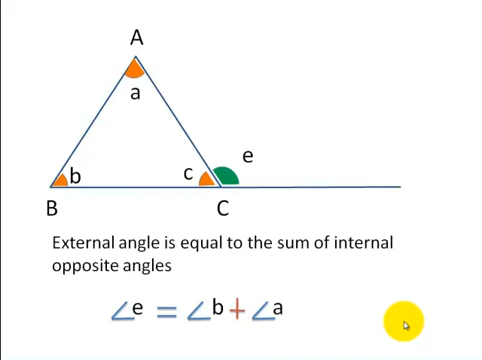 A
a
b
c
e
B
C
External angle is equal to the sum of internal
opposite angles
∠e = ∠b + ∠a